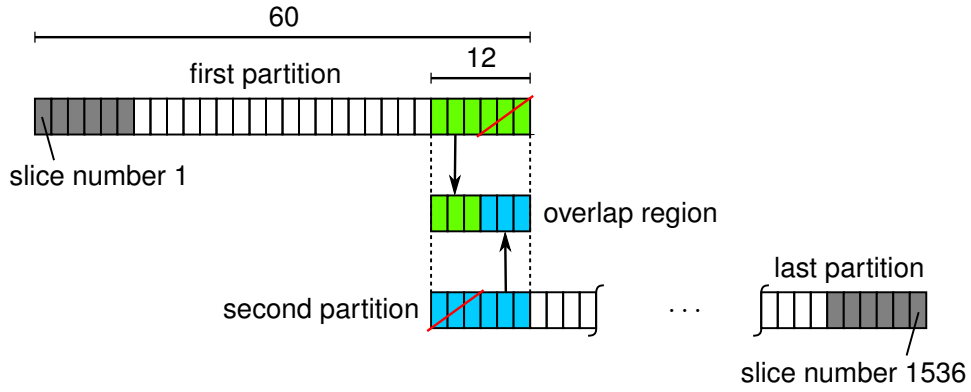 60
12
first partition
slice number 1
overlap region
last partition
second partition
. . .
slice number 1536